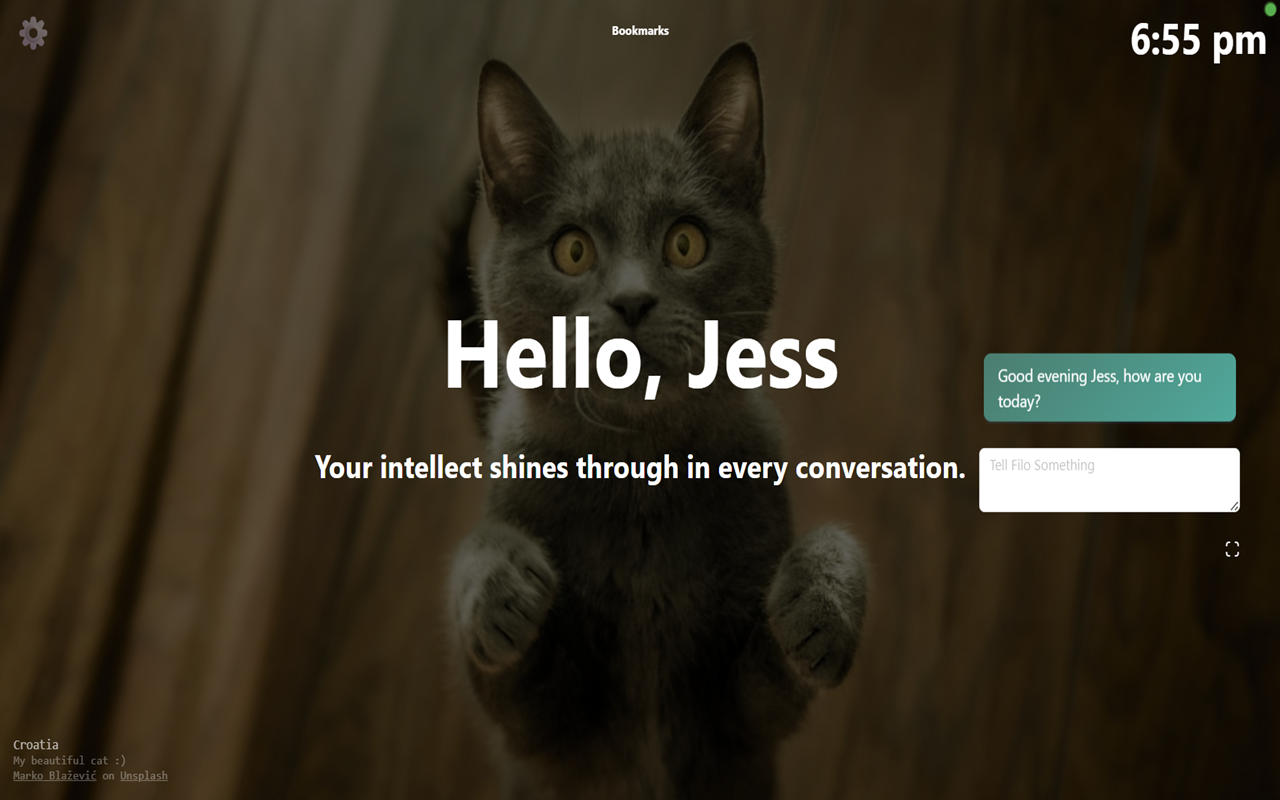 Bookmarks
6:55 pm
Hello, Jess
Good evening Jess, how are you
today?
Your intellect shines through in every conversation.
Tell Filo Something
Croatia
My beautiful cat :)
Marko Blažević on Unsplash